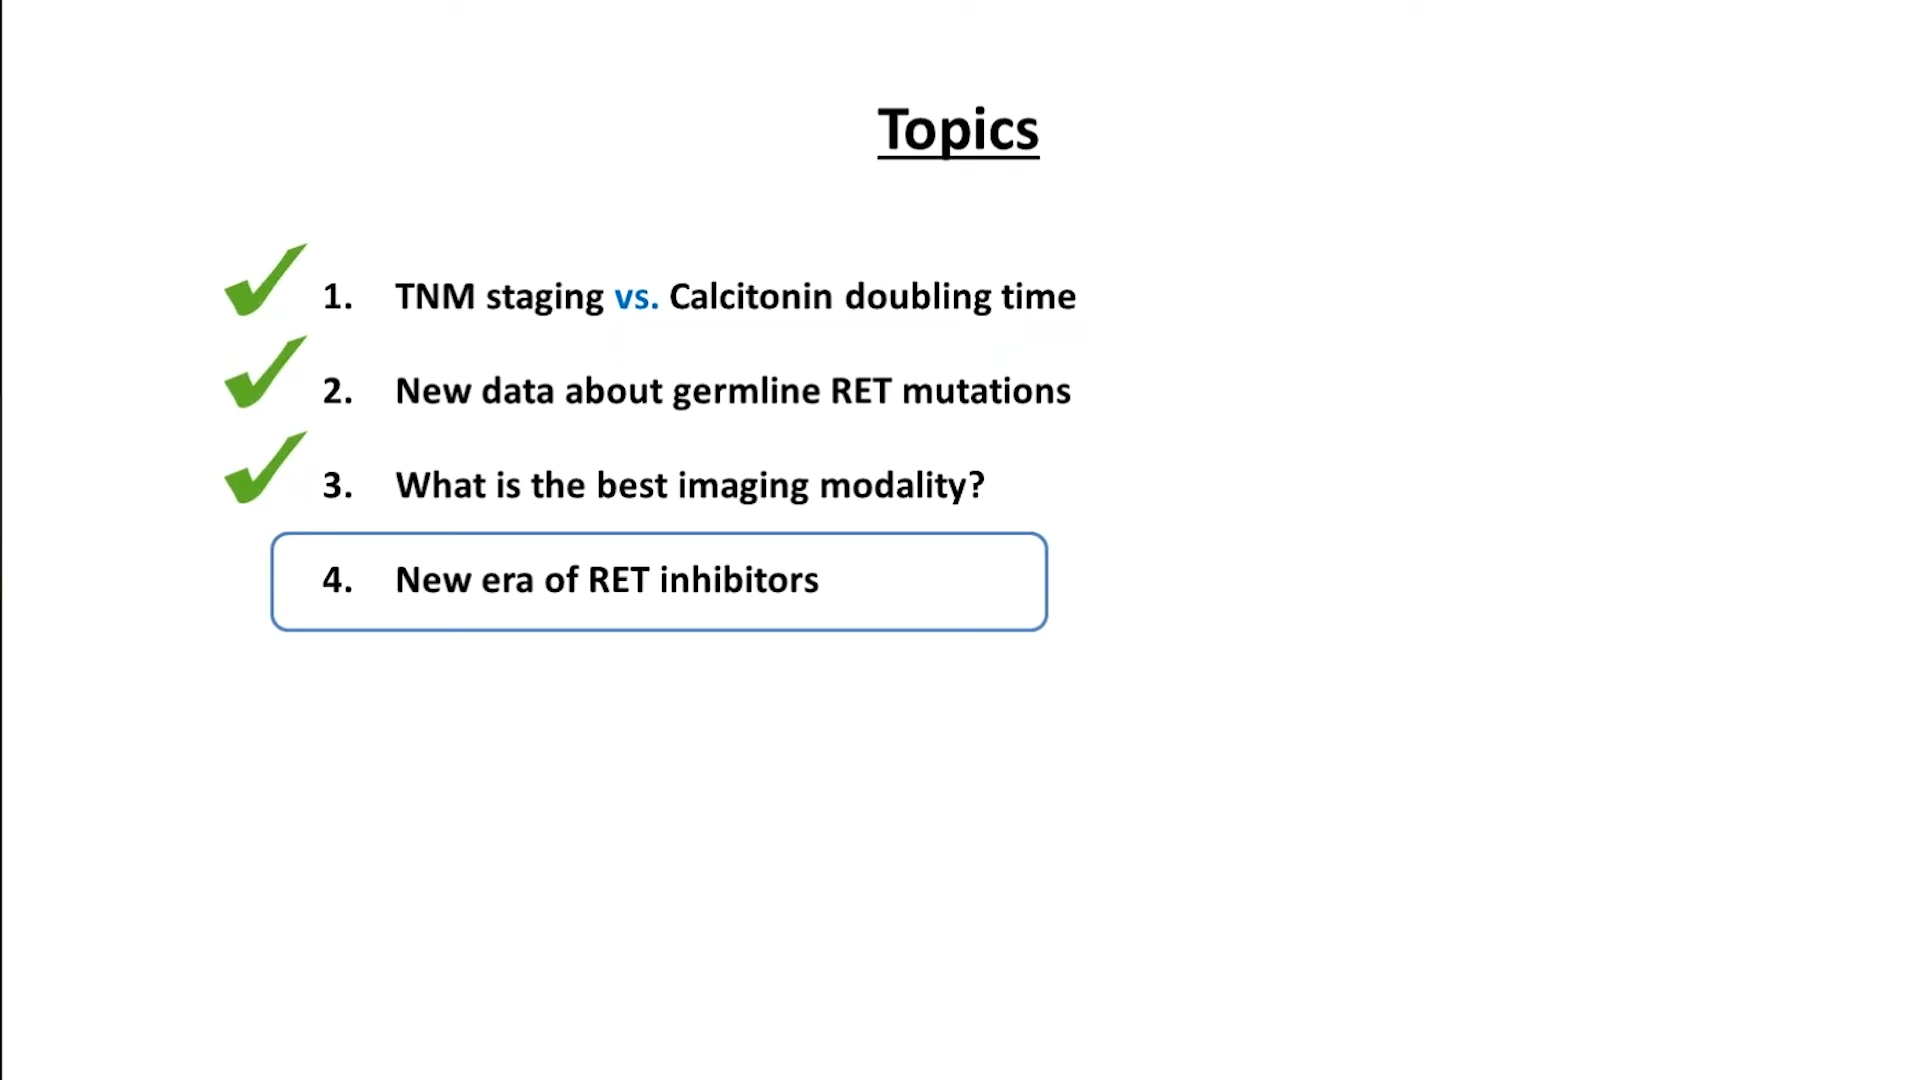 Topics
1. TNM staging vs. Calcitonin doubling time
2. New data about germline RET mutations
3. What is the best imaging modality?
4. New era of RET inhibitors